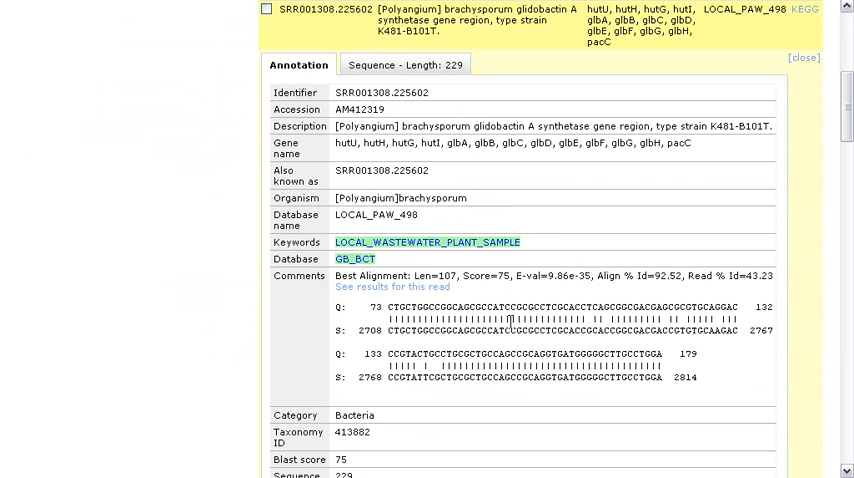 SRR001308.225602 [Polyangium] brachysporum glidobactin A hutU, hutH, hutG, hutI, LOCAL_PAW_498 KEGG
synthetase gene region, type strain glbA, glbB, glbC, glbD,
K481-B101T. glbE, glbF, glbG, glbH,
pacC
[close]
Annotation Sequence - Length: 229
Identifier SRR001308.225602
Accession AM412319
Description [Polyangium] brachysporum glidobactin A synthetase gene region, type strain K481-B101T.
Gene name hutU, hutH, hutG, hutI, glbA, glbB, glbC, glbD, glbE, glbF, glbG, glbH, pacC
Also known as SRR001308.225602
Organism [Polyangium]brachysporum
Database name LOCAL_PAW_498
Keywords LOCAL_WASTEWATER_PLANT_SAMPLE
Database GB_BCT
Comments Best Alignment: Len=107, Score=75, E-val=9.86e-35, Align % Id=92.52, Read % Id=43.23
See results for this read
Q: 73 CTGCTGGCCGGCAGCGCCATCCGCGCCTCGCACCTCAGCGGCGACGAGCGCGTGCAGGAC 132
S: 2708 CTGCTGGCCGGCAGCGCCATCCGCGCCTCGCACCGCACCGGCGACGACCGTGTGCAAGAC 2767
Q: 133 CCGTACTGCCTGCGCTGCCAGCCGCAGGTGATGGGGGCTTGCCTGGA 179
S: 2768 CCGTATTCGCTGCGCTGCCAGCCGCAGGTGATGGGGGCTTGCCTGGA 2814
Category Bacteria
Taxonomy ID 413882
Blast score 75
Sequence 229